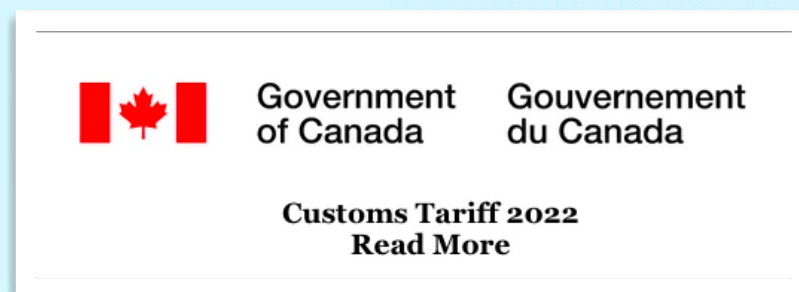 Government Gouvernement
of Canada du Canada
Customs Tariff 2022
Read More